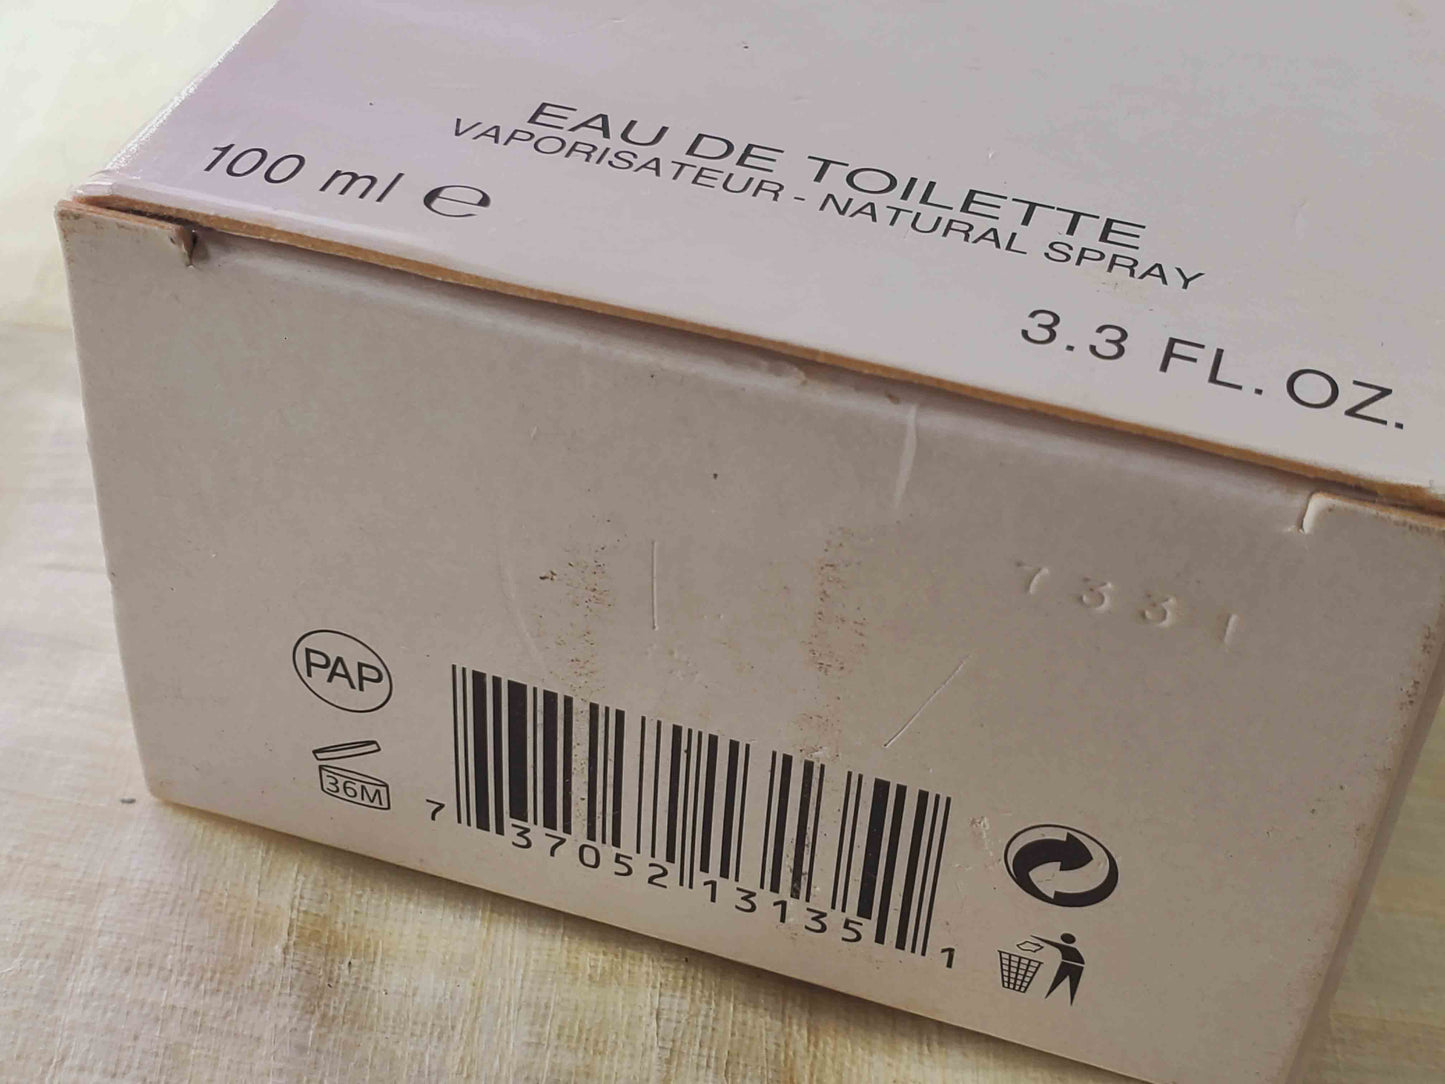 EAU DE TOILETTE
VAPORISATEUR - NATURAL SPRAY
100 ml ℮
3.3 FL. OZ.
7331
PAP
36M
7 37052 13135 1